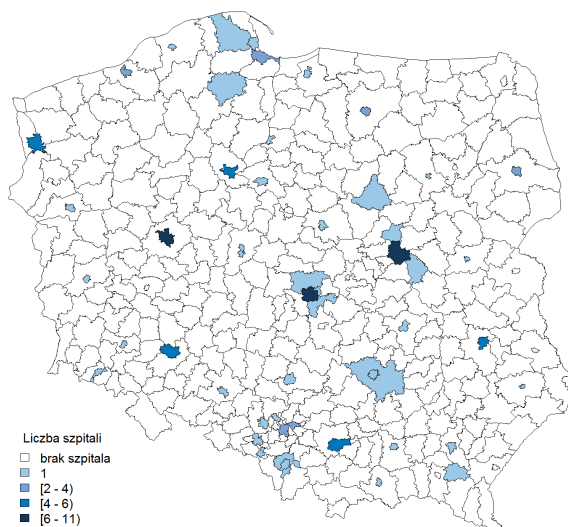 Liczba szpitali
brak szpitala
1
[2 - 4)
[4 - 6)
[6 - 11)